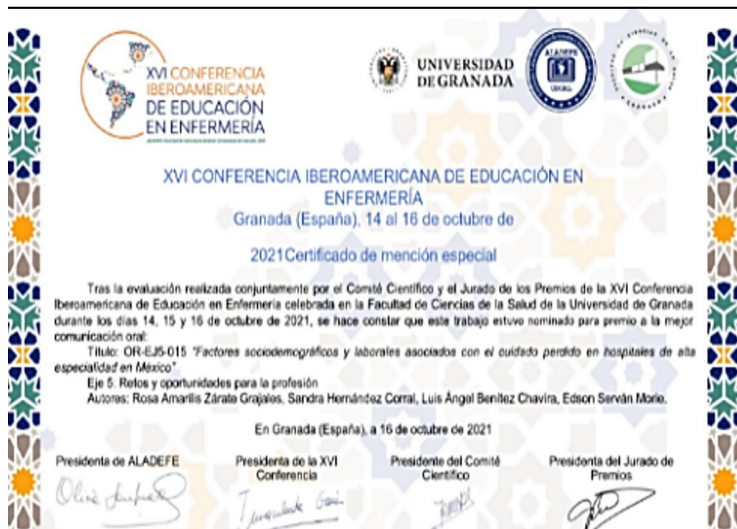 XVI CONFERENCIA
IBEROAMERICANA
DE EDUCACIÓN
EN ENFERMERÍA
UNIVERSIDAD
DE GRANADA
ALADEFE
XVI CONFERENCIA IBEROAMERICANA DE EDUCACIÓN EN
ENFERMERÍA
Granada (España), 14 al 16 de octubre de
2021Certificado de mención especial
Tras la evaluación realizada conjuntamente por el Comité Científico y el Jurado de los Premios de la XVI Conferencia
Iberoamericana de Educación en Enfermería celebrada en la Facultad de Ciencias de la Salud de la Universidad de Granada
durante los días 14, 15 y 16 de octubre de 2021, se hace constar que este trabajo estuvo nominado para premio a la mejor
comunicación oral:
Título: OR-EJ5-015 "Factores sociodemográficos y laborales asociados con el cuidado perdido en hospitales de alta
especialidad en México"
Eje 5. Retos y oportunidades para la profesión
Autores: Rosa Amarilis Zárate Grajales, Sandra Hernández Corral, Luis Ángel Benítez Chavira, Edson Serván
En Granada (España), a 16 de octubre de 2021
Presidenta de ALADEFE
Presidenta de la XVI
Conferencia
Presidente del Comité
Científico
Presidenta del Jurado de
Premios